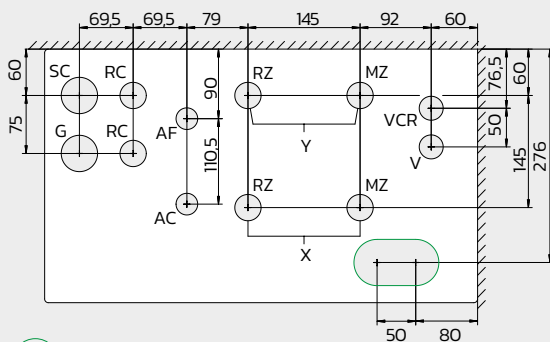 69,5 69,5 79 145 92 60
60 SC RC 90 RZ MZ 76,5 60
75 AF VCR 50 276
G RC 110,5 Y V 145
AC RZ MZ
X
50 80